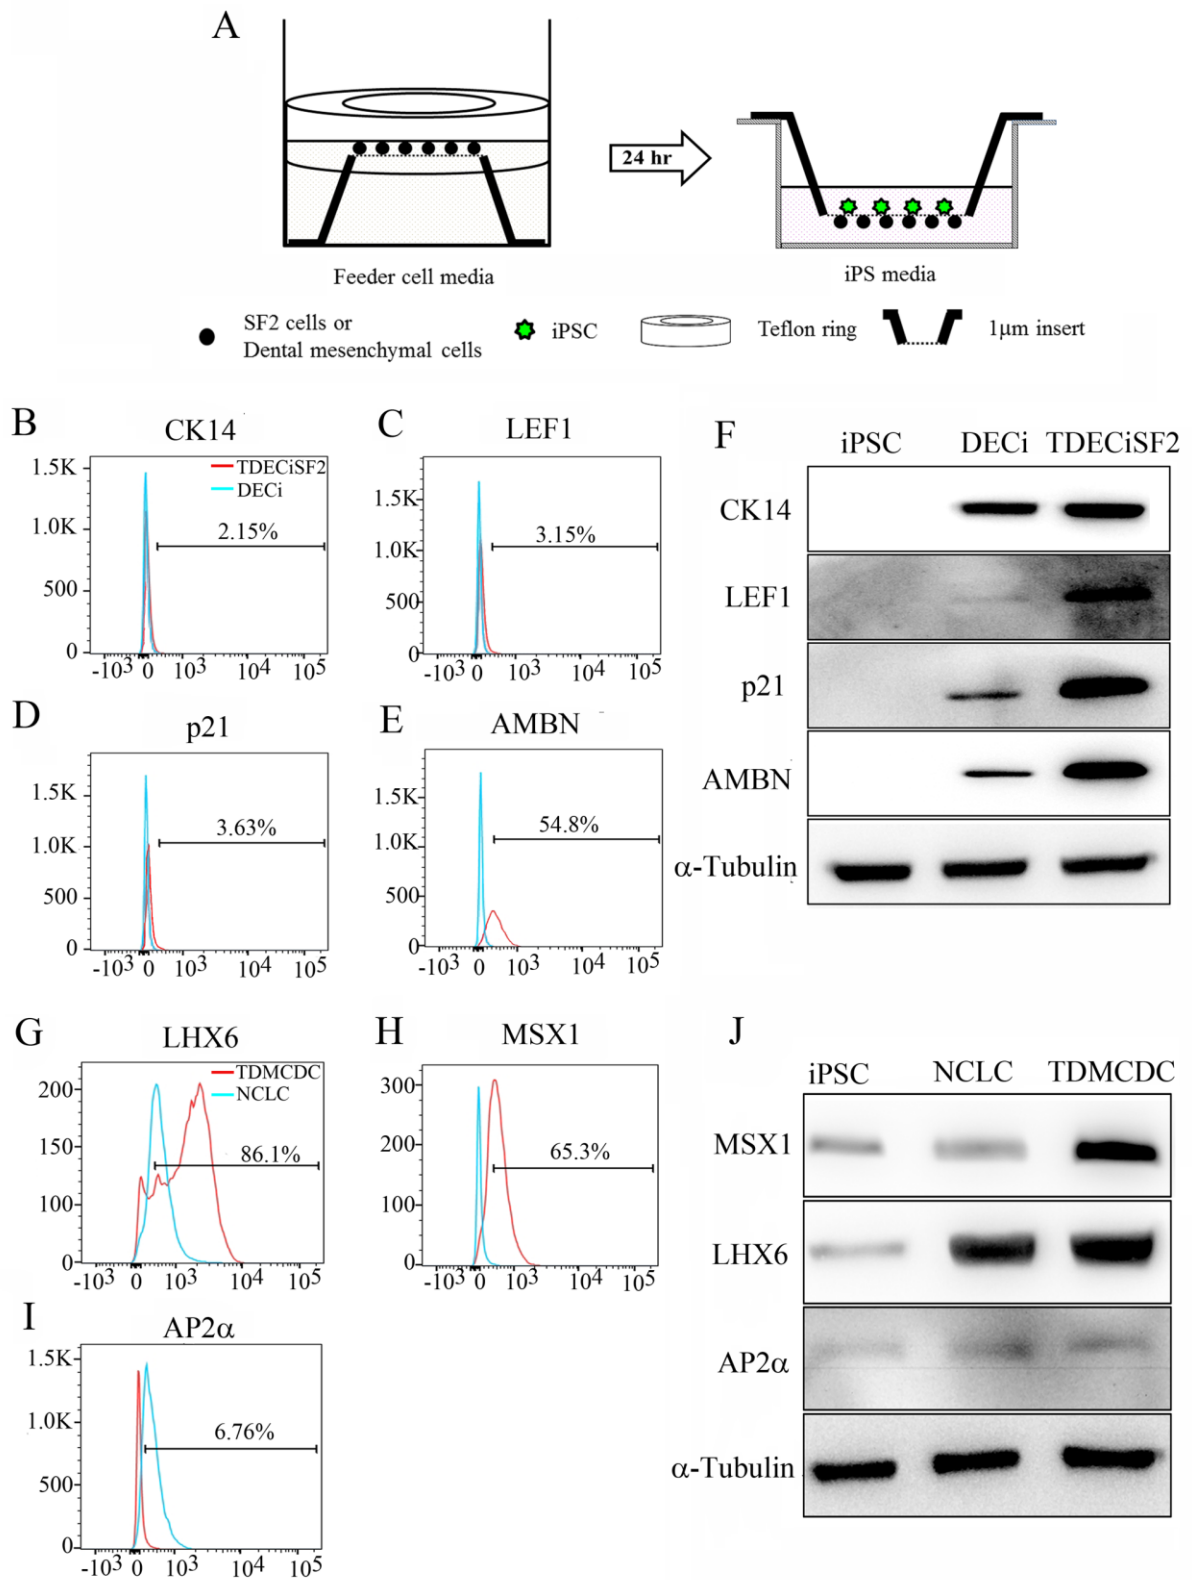 A
24 hr
Feeder cell media
iPS media
SF2 cells or
Dental mesenchymal cells
iPSC
Teflon ring
1μm insert
B
CK14
1.5K
1.0K
500
0
TDECiSF2
DECi
2.15%
-10³ 0 10³ 10⁴ 10⁵
C
LEF1
1.5K
1.0K
500
0
3.15%
-10³ 0 10³ 10⁴ 10⁵
D
p21
1.5K
1.0K
500
0
3.63%
-10³ 0 10³ 10⁴ 10⁵
E
AMBN
1.5K
1.0K
500
0
54.8%
-10³ 0 10³ 10⁴ 10⁵
F
iPSC DECi TDECiSF2
CK14
LEF1
p21
AMBN
α-Tubulin
G
LHX6
200
150
100
0
TDMCDC
NCLC
86.1%
-10³ 0 10³ 10⁴ 10⁵
H
MSX1
300
200
100
0
65.3%
-10³ 0 10³ 10⁴ 10⁵
I
AP2α
1.5K
1.0K
500
0
6.76%
-10³ 0 10³ 10⁴ 10⁵
J
iPSC NCLC TDMCDC
MSX1
LHX6
AP2α
α-Tubulin